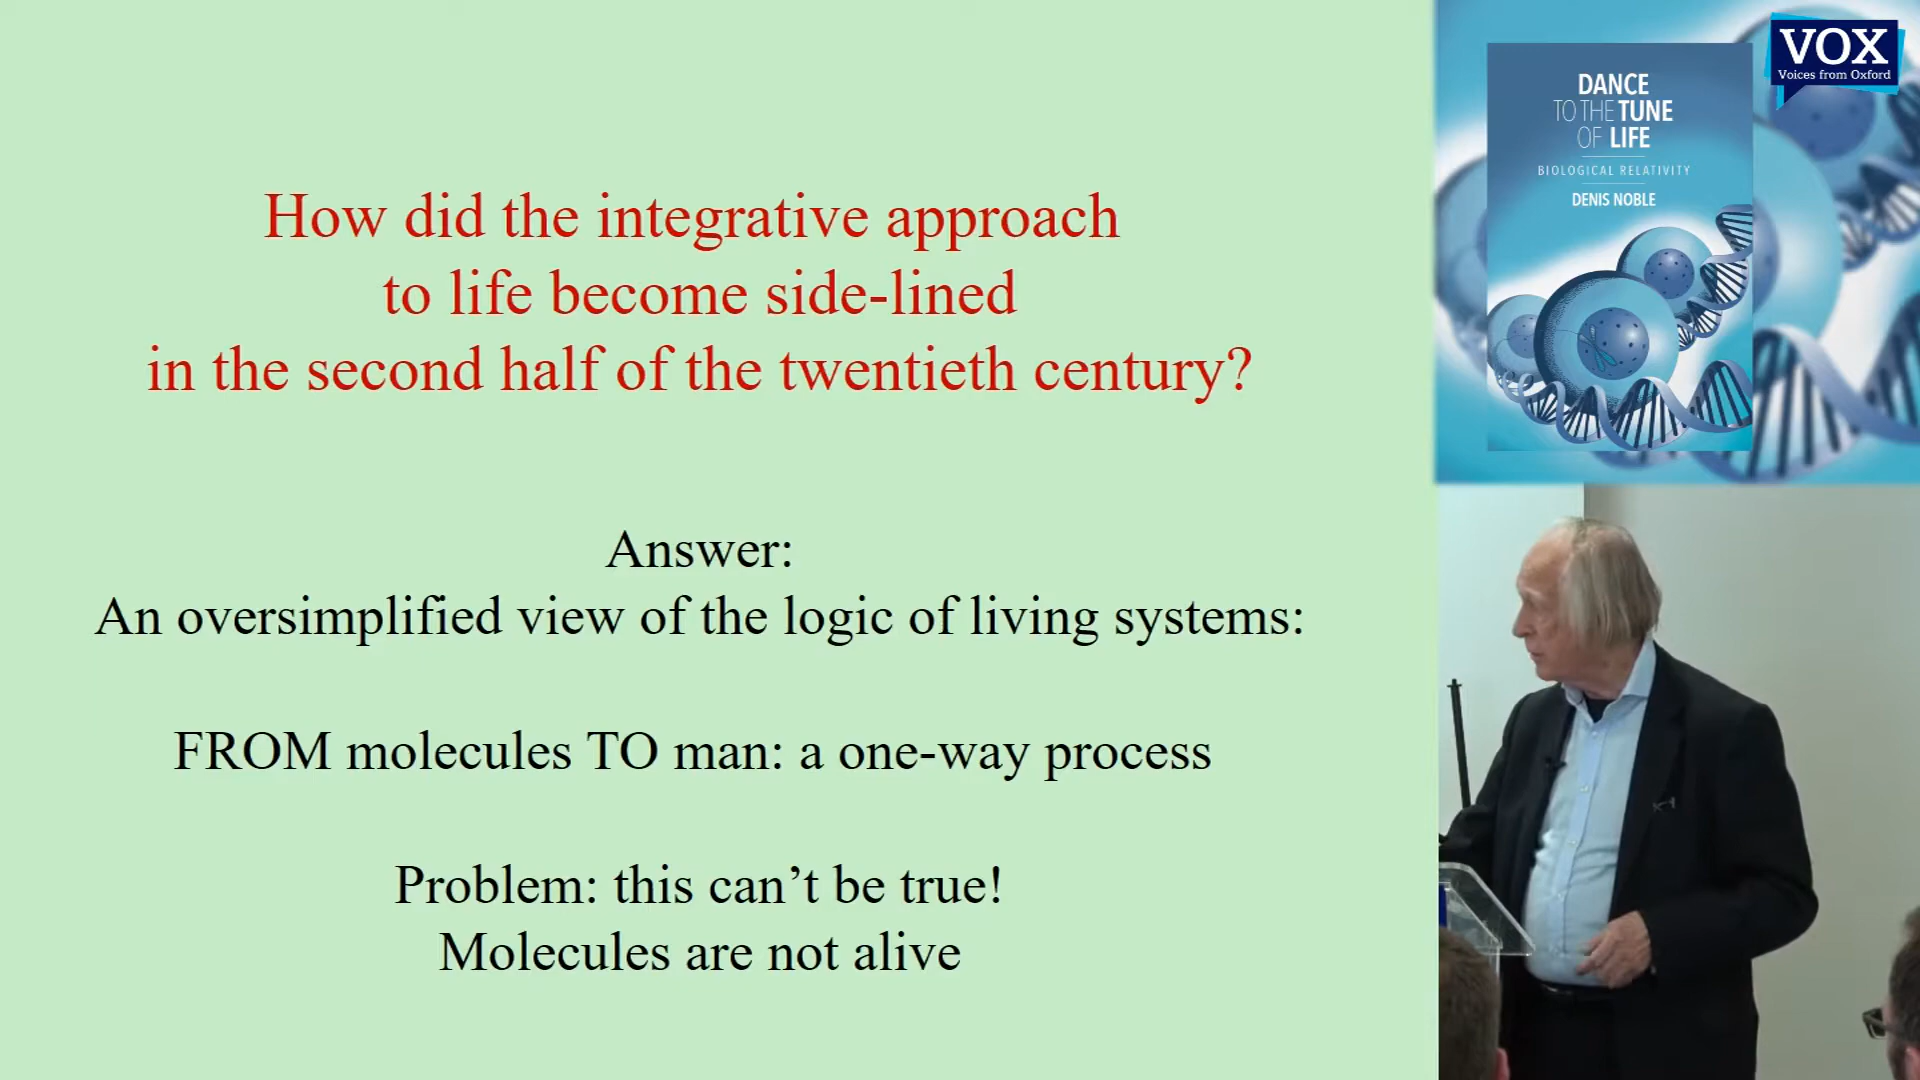 How did the integrative approach
to life become side-lined
in the second half of the twentieth century?
Answer:
An oversimplified view of the logic of living systems:
FROM molecules TO man: a one-way process
Problem: this can’t be true!
Molecules are not alive
DANCE
TO THE TUNE
OF LIFE
BIOLOGICAL RELATIVITY
DENIS NOBLE
VOX
Voices from Oxford